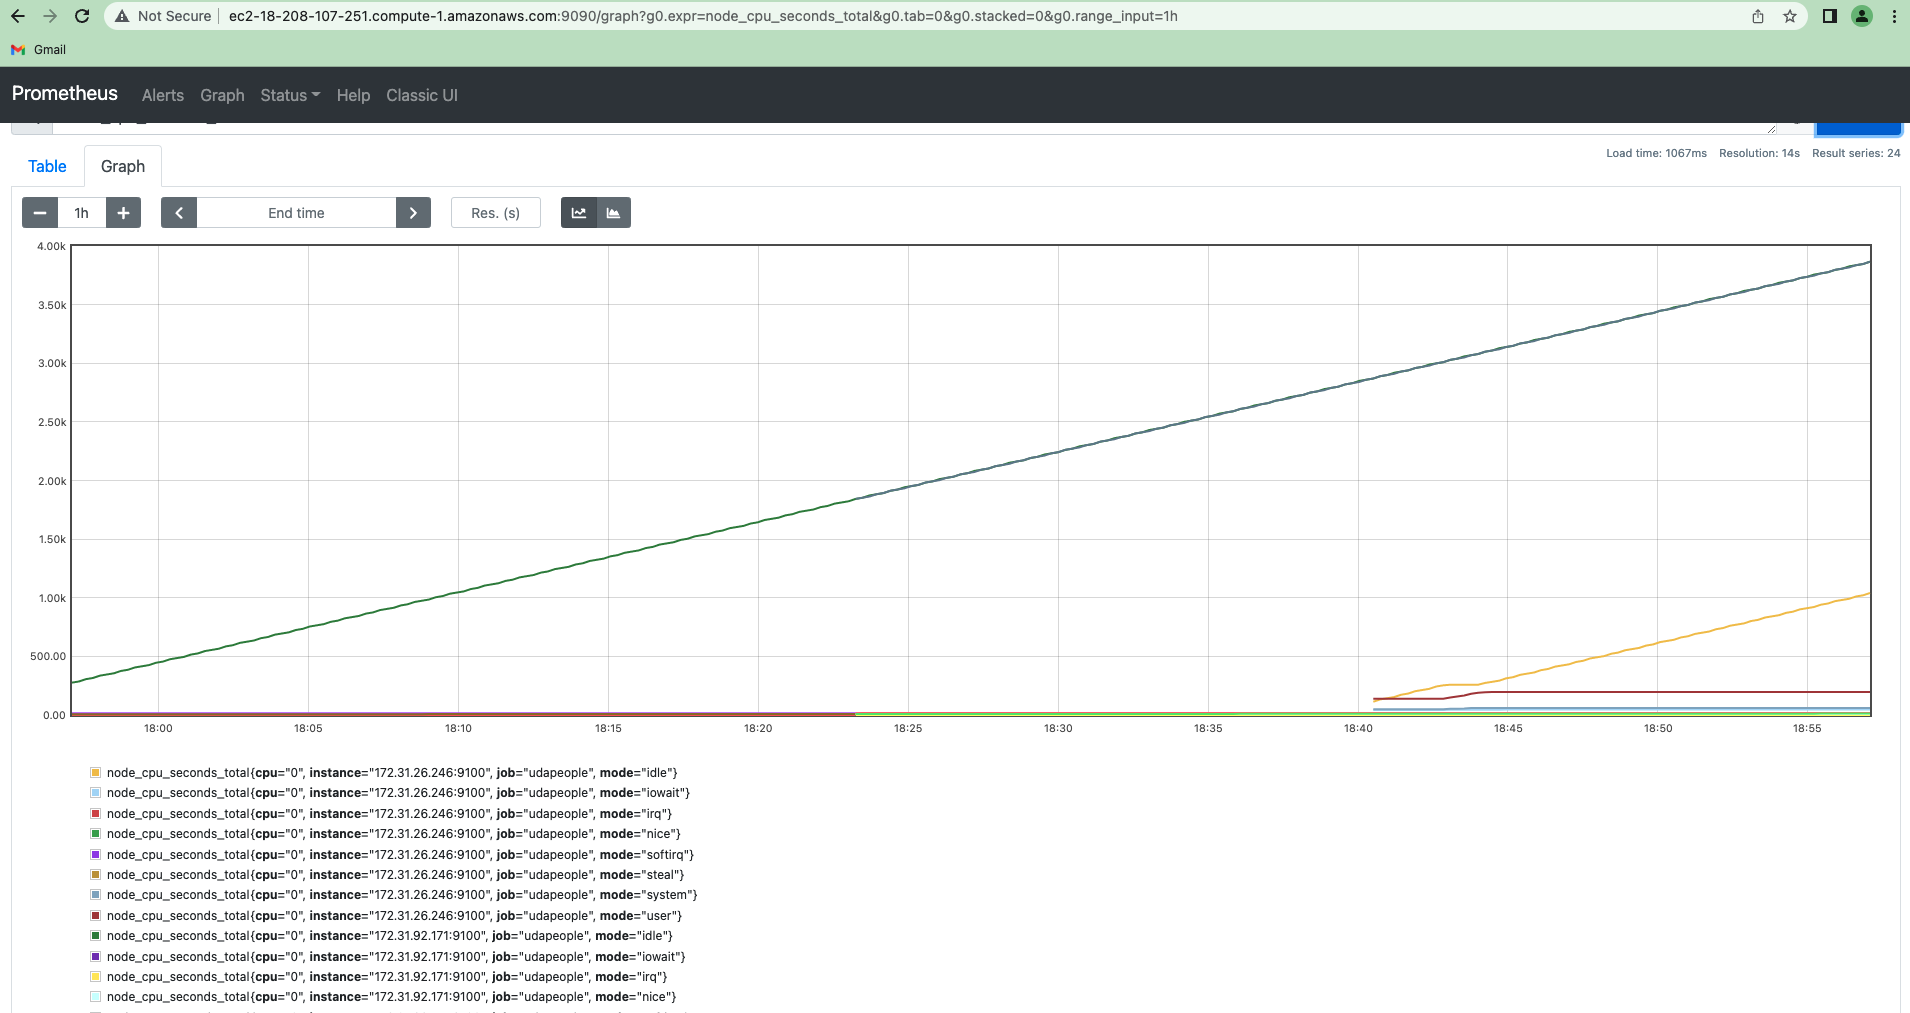 Not Secure ec2-18-208-107-251.compute-1.amazonaws.com:9090/graph?g0.expr=node_cpu_seconds_total&g0.tab=0&g0.stacked=0&g0.range_input=1h
Gmail
Prometheus Alerts Graph Status Help Classic UI
Load time: 1067ms Resolution: 14s Result series: 24
Table Graph
1h End time Res. (s)
4.00k
3.50k
3.00k
2.50k
2.00k
1.50k
1.00k
500.00
0.00
18:00 18:05 18:10 18:15 18:20 18:25 18:30 18:35 18:40 18:45 18:50 18:55
node_cpu_seconds_total{cpu="0", instance="172.31.26.246:9100", job="udapeople", mode="idle"}
node_cpu_seconds_total{cpu="0", instance="172.31.26.246:9100", job="udapeople", mode="iowait"}
node_cpu_seconds_total{cpu="0", instance="172.31.26.246:9100", job="udapeople", mode="irq"}
node_cpu_seconds_total{cpu="0", instance="172.31.26.246:9100", job="udapeople", mode="nice"}
node_cpu_seconds_total{cpu="0", instance="172.31.26.246:9100", job="udapeople", mode="softirq"}
node_cpu_seconds_total{cpu="0", instance="172.31.26.246:9100", job="udapeople", mode="steal"}
node_cpu_seconds_total{cpu="0", instance="172.31.26.246:9100", job="udapeople", mode="system"}
node_cpu_seconds_total{cpu="0", instance="172.31.26.246:9100", job="udapeople", mode="user"}
node_cpu_seconds_total{cpu="0", instance="172.31.92.171:9100", job="udapeople", mode="idle"}
node_cpu_seconds_total{cpu="0", instance="172.31.92.171:9100", job="udapeople", mode="iowait"}
node_cpu_seconds_total{cpu="0", instance="172.31.92.171:9100", job="udapeople", mode="irq"}
node_cpu_seconds_total{cpu="0", instance="172.31.92.171:9100", job="udapeople", mode="nice"}